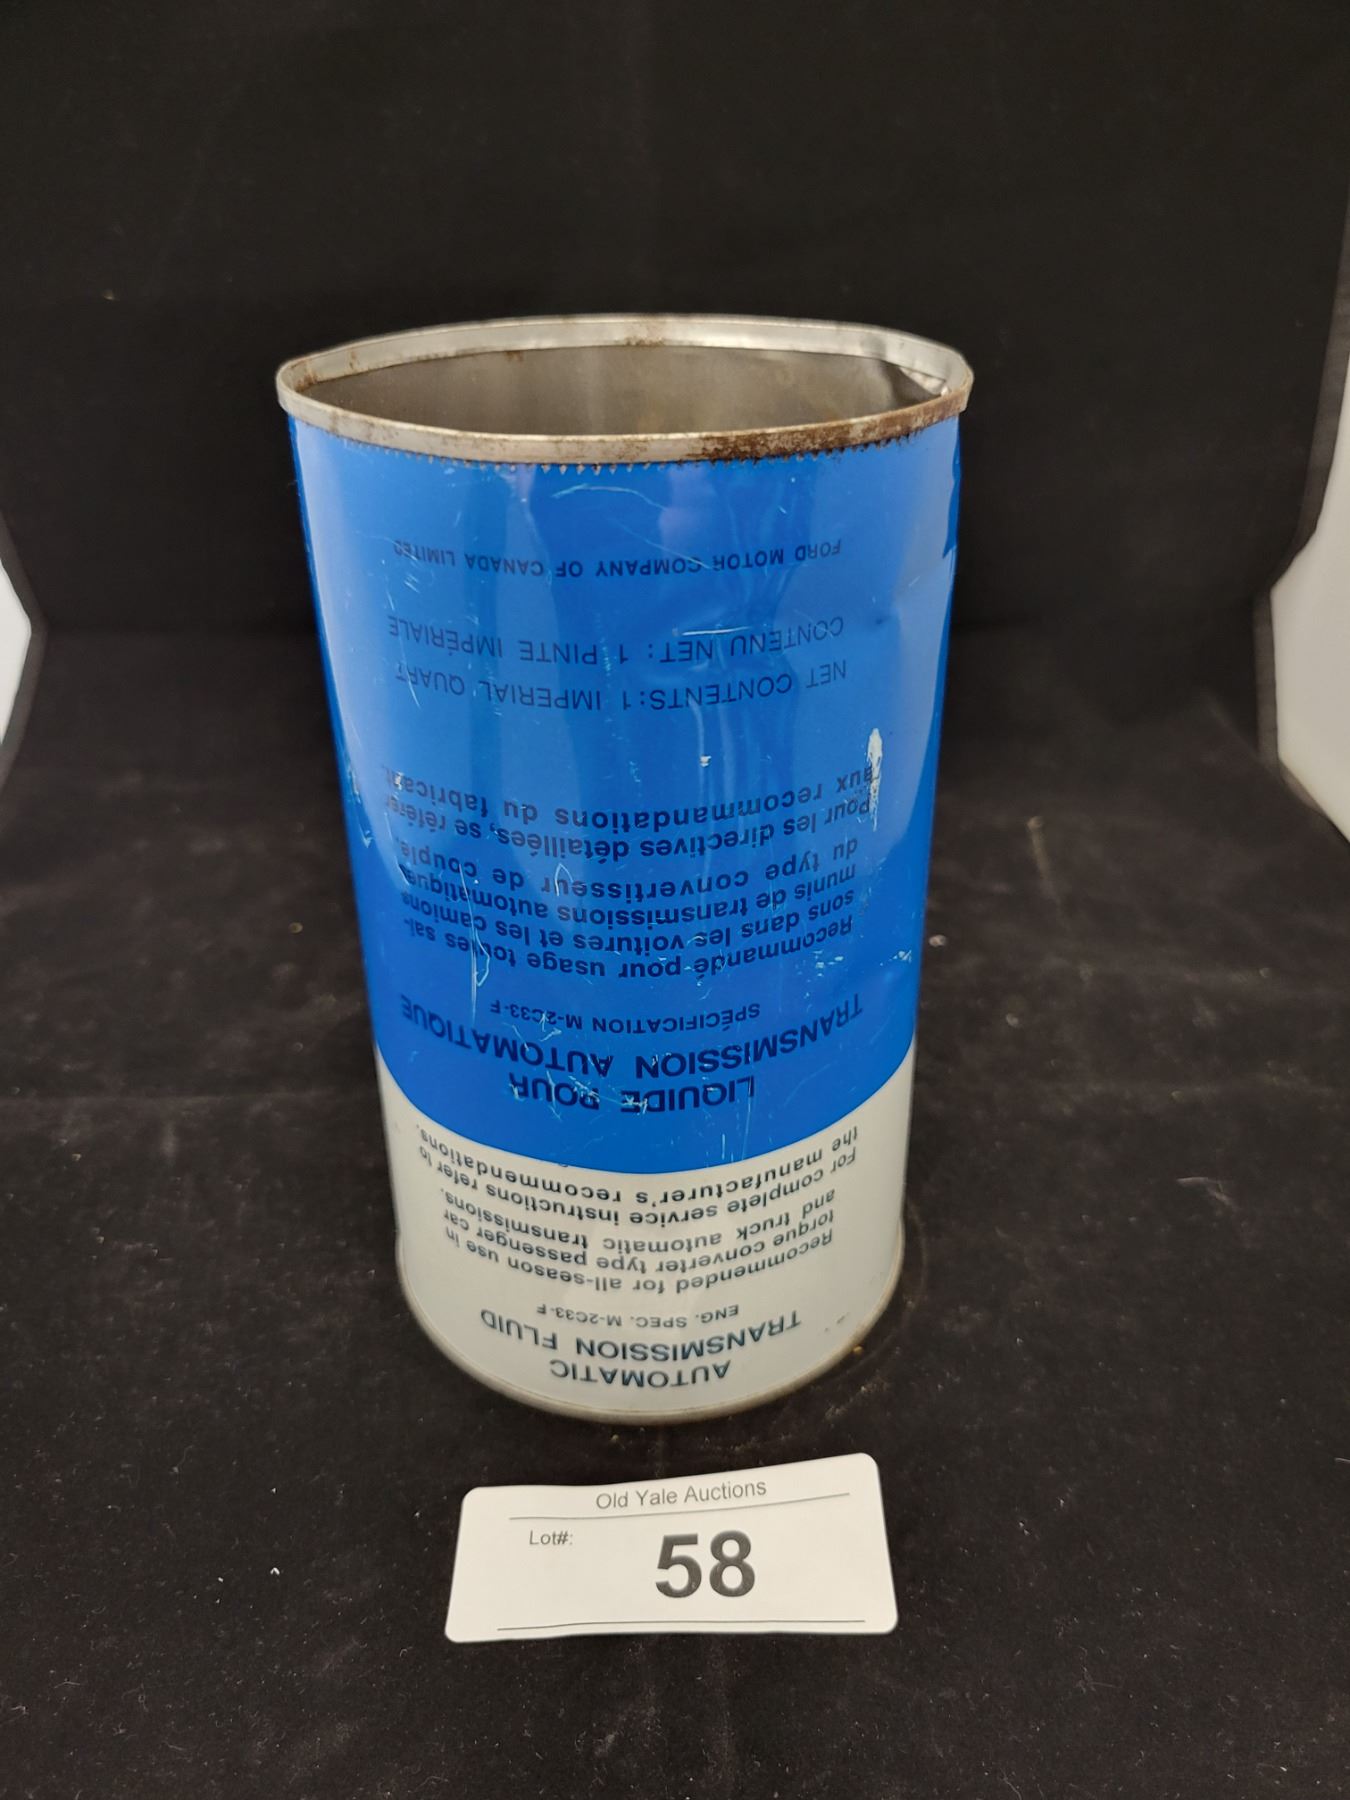 AUTOMATIC
TRANSMISSION FLUID
ENG. SPEC. M-2C33-F
Recommended for all-season use in
torque converter type passenger car
and truck automatic transmissions.
For complete service instructions refer to
the manufacturer's recommendations.
LIQUIDE POUR
TRANSMISSION AUTOMATIQUE
SPÉCIFICATION M-2C33-F
Recommandé pour usage toutes sai-
sons dans les voitures et les camions
munis de transmissions automatiques
du type convertisseur de couple.
Pour les directives détaillées, se référer
aux recommandations du fabricant.
NET CONTENTS: 1 IMPERIAL QUART
CONTENU NET: 1 PINTE IMPÉRIALE
FORD MOTOR COMPANY OF CANADA LIMITED
Old Yale Auctions
Lot#:
58